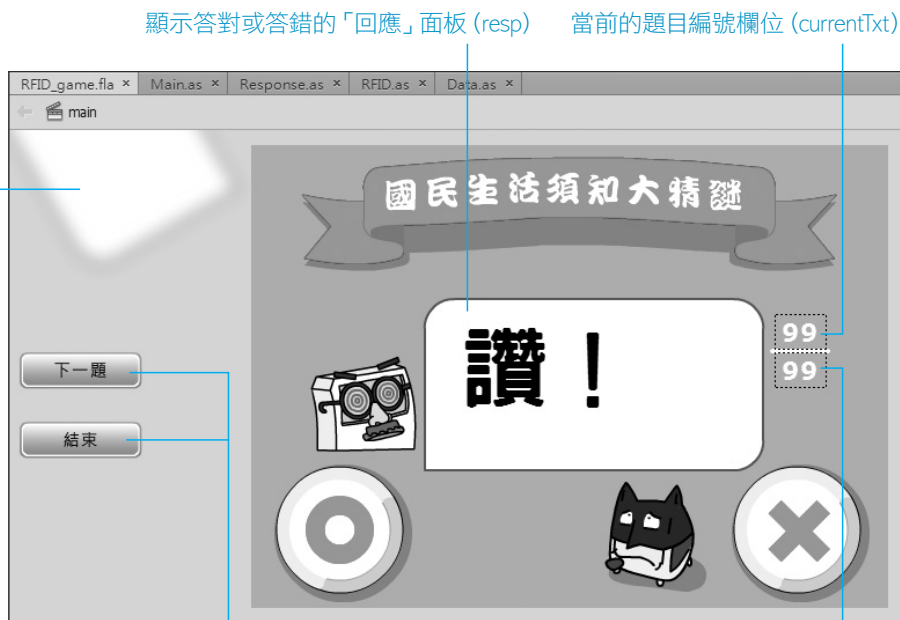 顯示答對或答錯的「回應」面板 (resp)
當前的題目編號欄位 (currentTxt)
RFID_game.fla × Main.as × Response.as × RFID.as × Data.as ×
main
國民生活須知大猜謎
讚！
99
99
下一題
結束